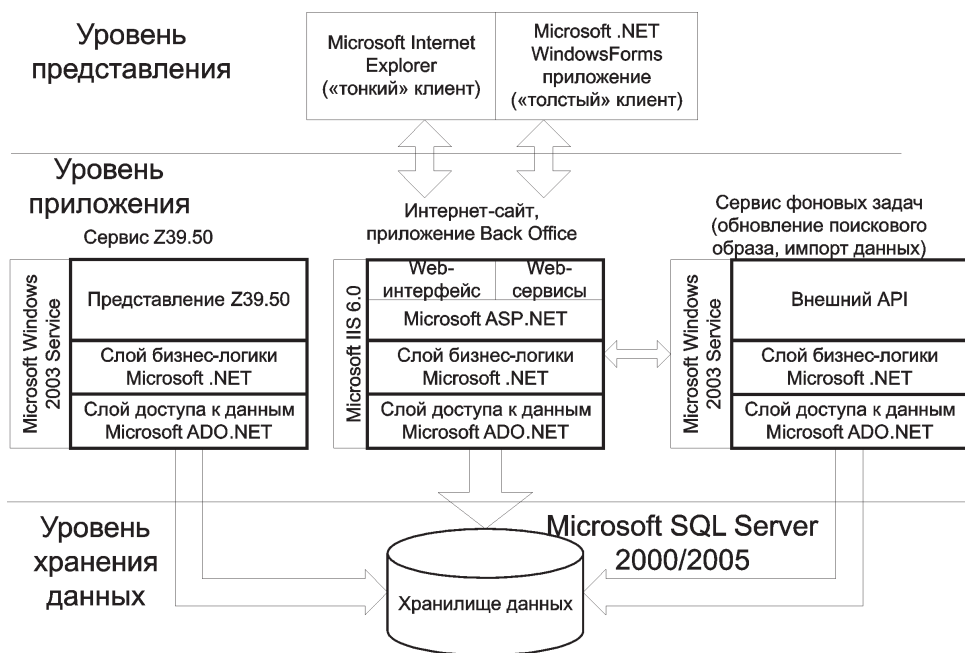 Уровень
представления
Microsoft Internet
Explorer
(«тонкий» клиент)
Microsoft .NET
WindowsForms
приложение
(«толстый» клиент)
Уровень
приложения
Сервис Z39.50
Интернет-сайт,
приложение Back Office
Сервис фоновых задач
(обновление поискового
образа, импорт данных)
Microsoft Windows
2003 Service
Представление Z39.50
Слой бизнес-логики
Microsoft .NET
Слой доступа к данным
Microsoft ADO.NET
Microsoft IIS 6.0
Web-
интерфейс
Web-
сервисы
Microsoft ASP.NET
Слой бизнес-логики
Microsoft .NET
Слой доступа к данным
Microsoft ADO.NET
Microsoft Windows
2003 Service
Внешний API
Слой бизнес-логики
Microsoft .NET
Слой доступа к данным
Microsoft ADO.NET
Уровень
хранения
данных
Microsoft SQL Server
2000/2005
Хранилище данных